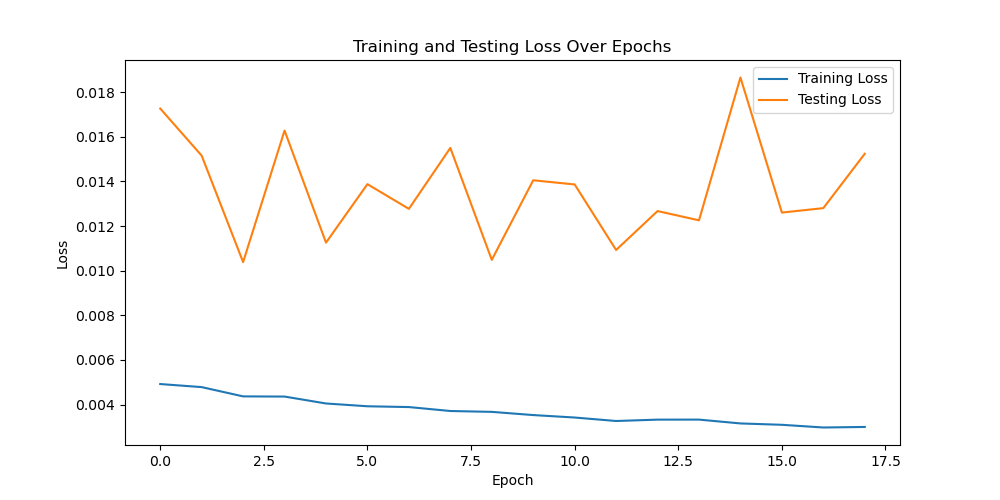 Training and Testing Loss Over Epochs
Training Loss
Testing Loss
0.018
0.016
0.014
0.012
0.010
0.008
0.006
0.004
Loss
0.0 2.5 5.0 7.5 10.0 12.5 15.0 17.5
Epoch